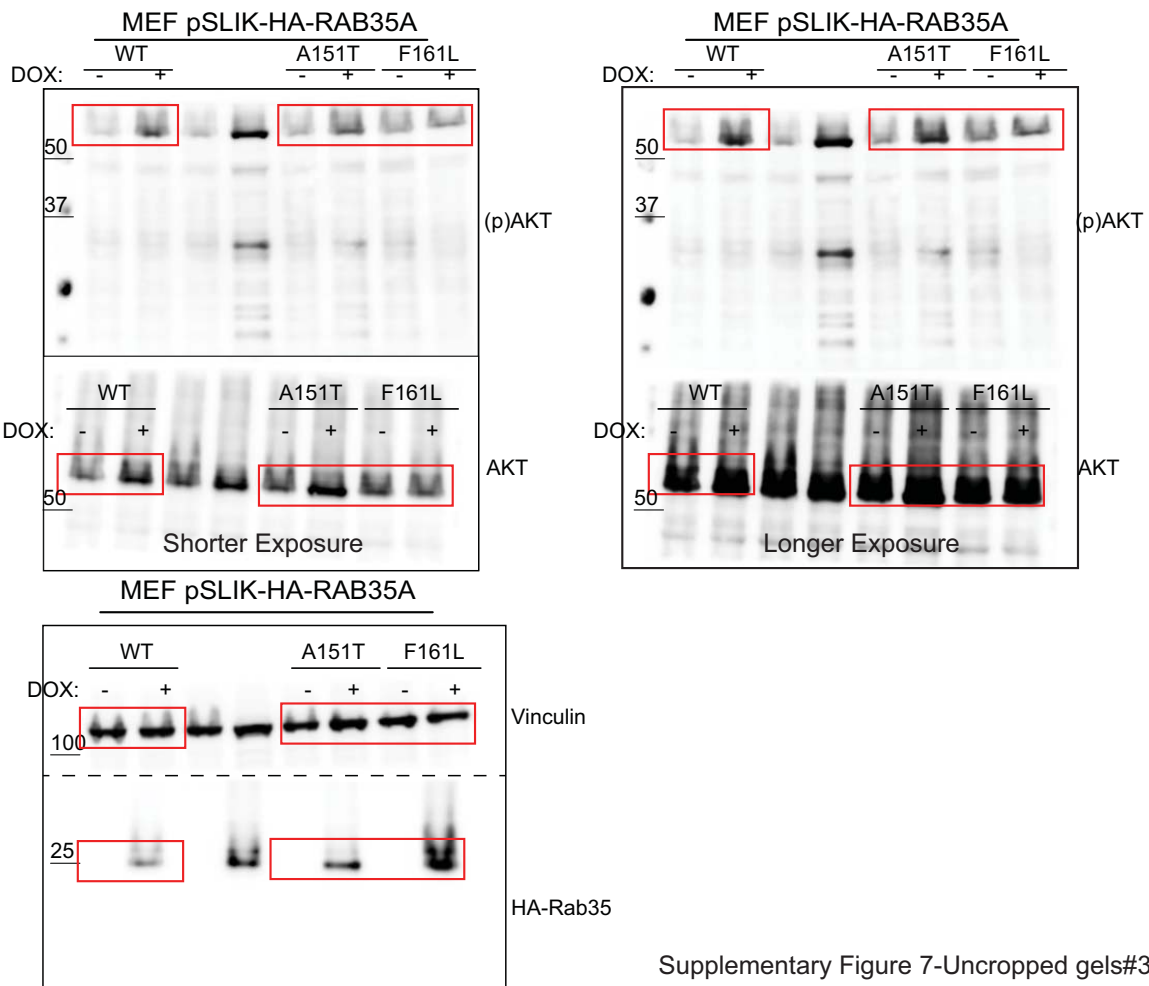 MEF pSLIK-HA-RAB35A
WT A151T F161L
DOX: - + - + - +
50
37
(p)AKT
WT A151T F161L
DOX: - + - + - +
AKT
50
Shorter Exposure
MEF pSLIK-HA-RAB35A
WT A151T F161L
DOX: - + - + - +
50
37
(p)AKT
WT A151T F161L
DOX: - + - + - +
AKT
50
Longer Exposure
MEF pSLIK-HA-RAB35A
WT A151T F161L
DOX: - + - + - +
Vinculin
100
25
HA-Rab35
Supplementary Figure 7-Uncropped gels#3